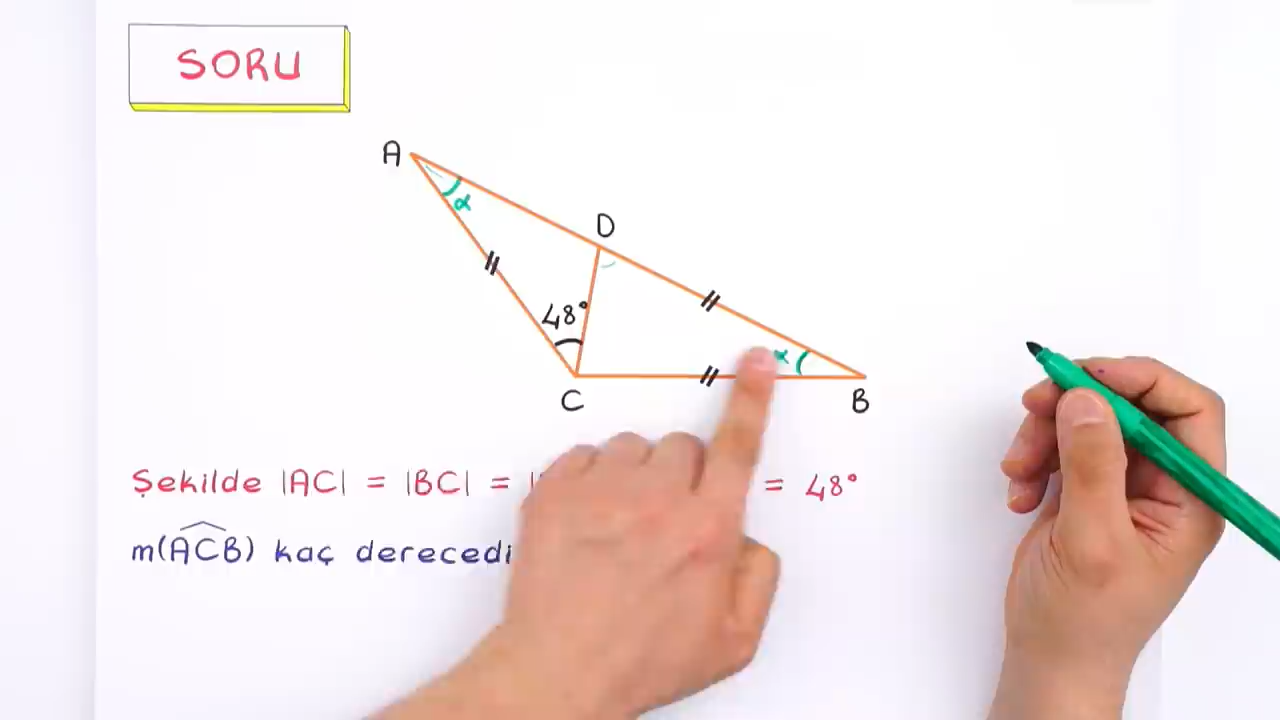 SORU
A
α
D
48°
α
C
B
Şekilde |AC| = |BC| = | = 48°
m(ACB) kaç derecedi